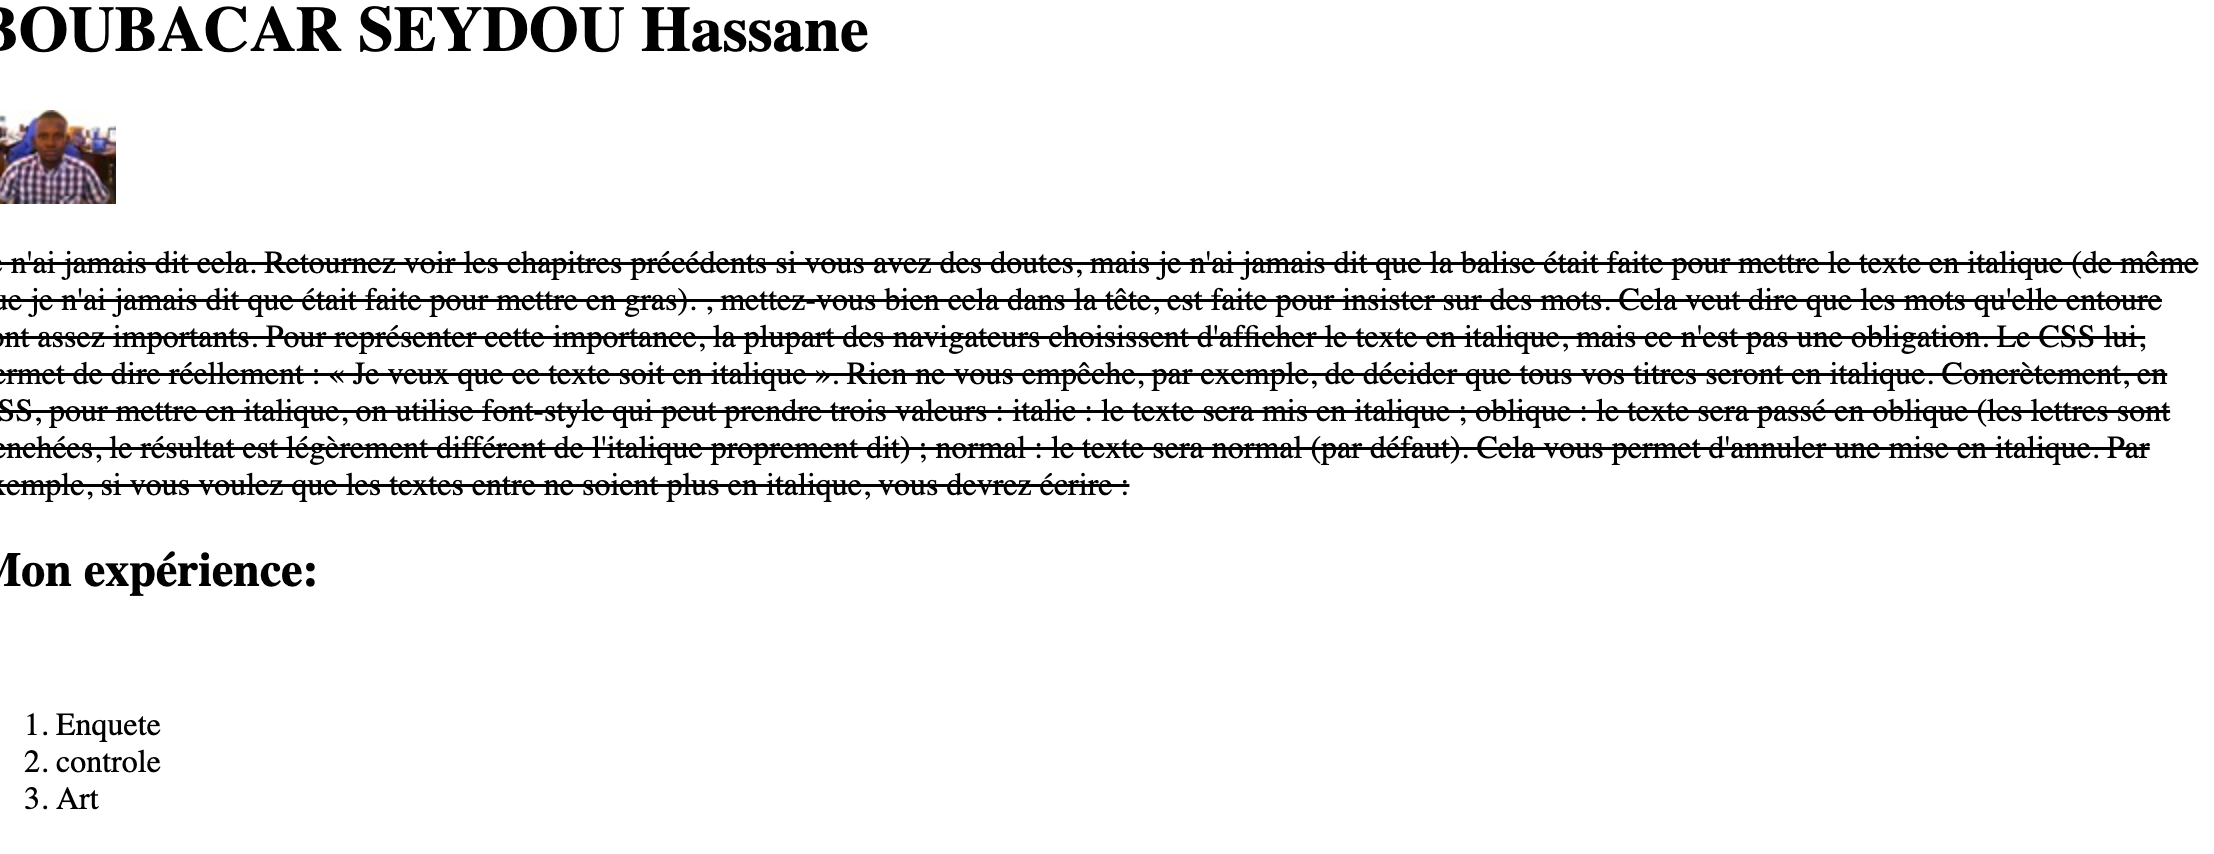 BOUBACAR SEYDOU Hassane
n'ai jamais dit cela. Retournez voir les chapitres précédents si vous avez des doutes, mais je n'ai jamais dit que la balise était faite pour mettre le texte en italique (de même
je n'ai jamais dit que était faite pour mettre en gras). , mettez-vous bien cela dans la tête, est faite pour insister sur des mots. Cela veut dire que les mots qu'elle entoure
assez importants. Pour représenter cette importance, la plupart des navigateurs choisissent d'afficher le texte en italique, mais ce n'est pas une obligation. Le CSS lui,
ermet de dire réellement : « Je veux que ce texte soit en italique ». Rien ne vous empêche, par exemple, de décider que tous vos titres seront en italique. Concrètement, en
SS, pour mettre en italique, on utilise font-style qui peut prendre trois valeurs : italic : le texte sera mis en italique ; oblique : le texte sera passé en oblique (les lettres sont
enchées, le résultat est légèrement différent de l'italique proprement dit) ; normal : le texte sera normal (par défaut). Cela vous permet d'annuler une mise en italique. Par
xemple, si vous voulez que les textes entre ne soient plus en italique, vous devrez écrire :
Mon expérience:
1. Enquete
2. controle
3. Art